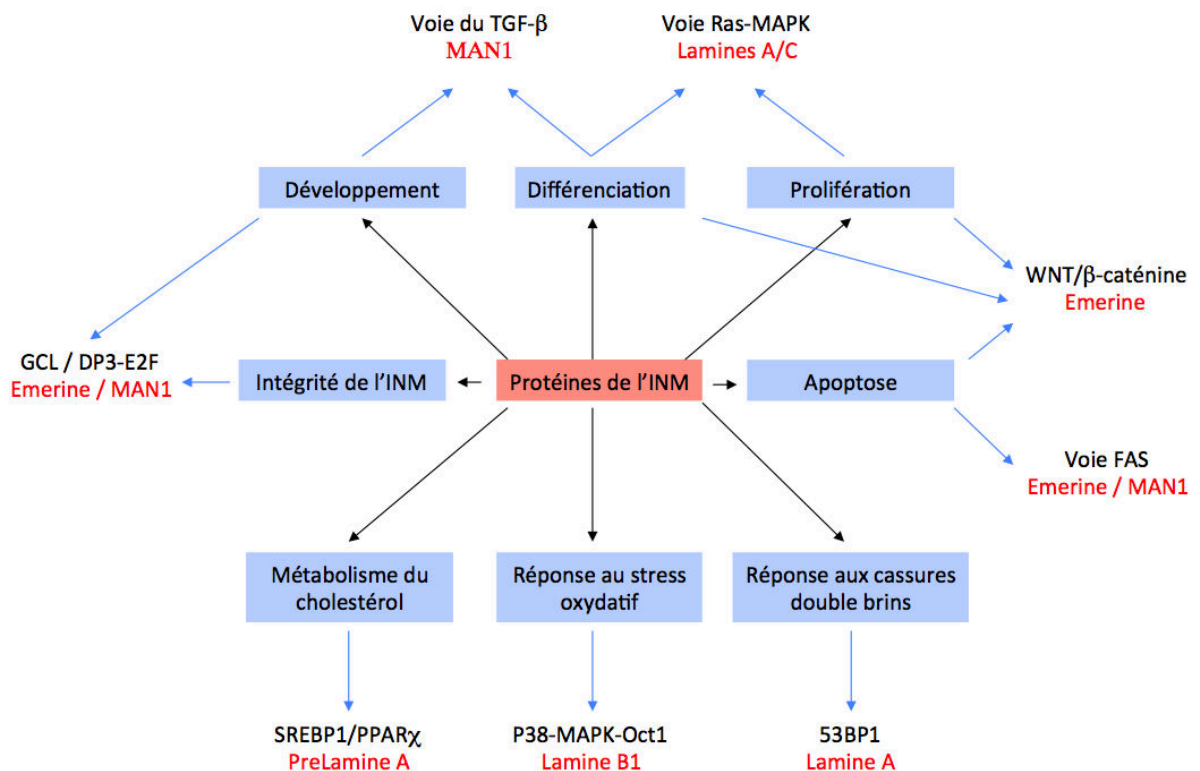 Voie du TGF-β
MAN1
Voie Ras-MAPK
Lamines A/C
Développement
Différenciation
Prolifération
WNT/β-caténine
Emerine
GCL / DP3-E2F
Emerine / MAN1
Intégrité de l’INM
Protéines de l’INM
Apoptose
Voie FAS
Emerine / MAN1
Métabolisme du
cholestérol
Réponse au stress
oxydatif
Réponse aux cassures
double brins
SREBP1/PPARχ
PreLamine A
P38-MAPK-Oct1
Lamine B1
53BP1
Lamine A